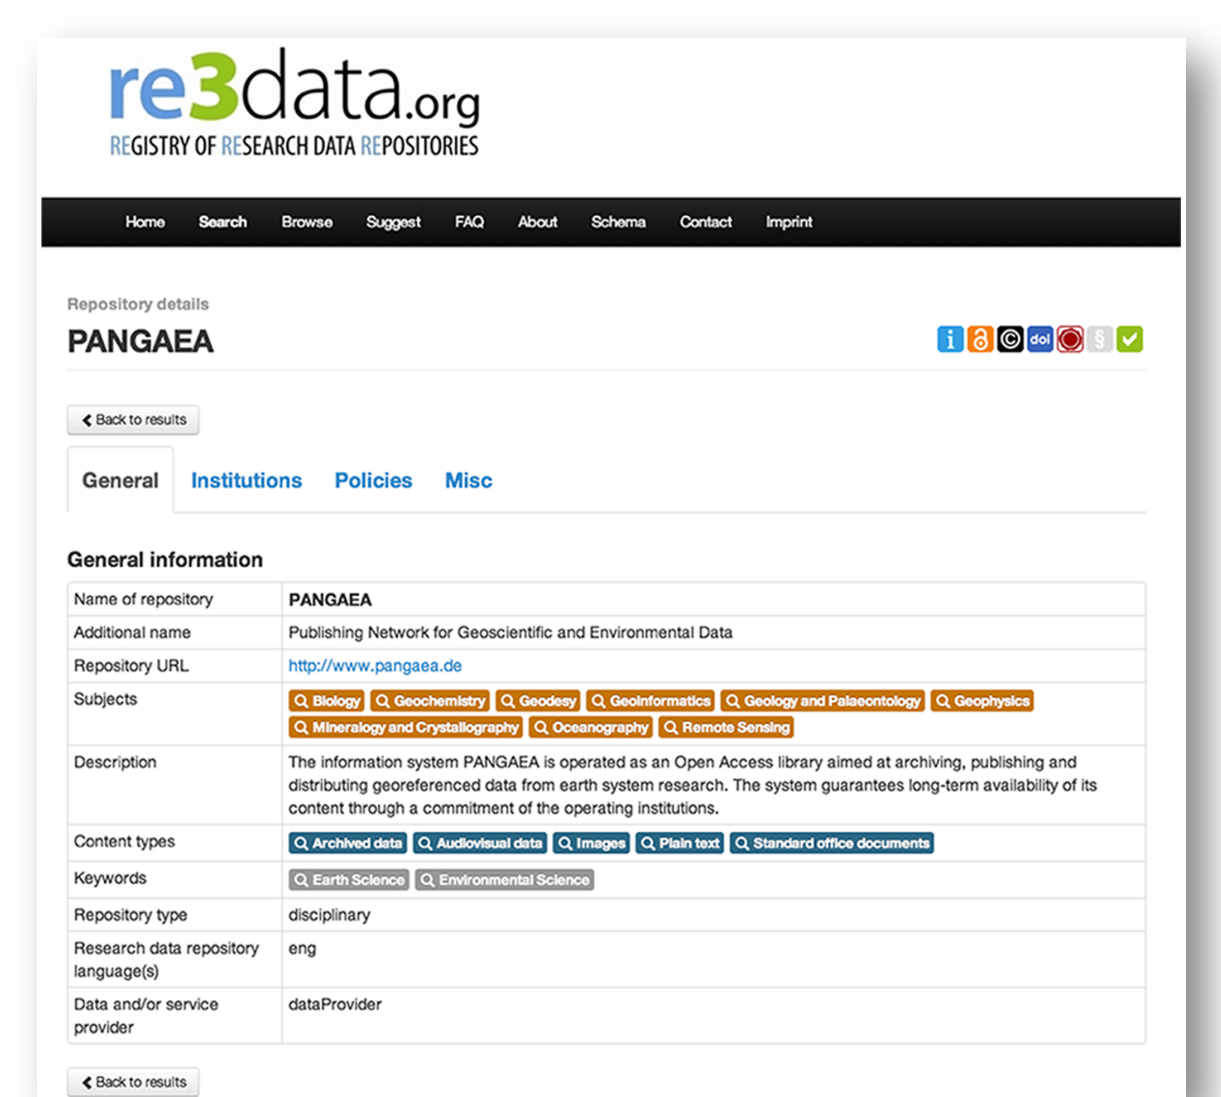 re3data.org
REGISTRY OF RESEARCH DATA REPOSITORIES
Home Search Browse Suggest FAQ About Schema Contact Imprint
Repository details
PANGAEA
i © doi §
Back to results
General Institutions Policies Misc
General information
Name of repository PANGAEA
Additional name Publishing Network for Geoscientific and Environmental Data
Repository URL http://www.pangaea.de
Subjects Biology Geochemistry Geodesy Geoinformatics Geology and Palaeontology Geophysics
Mineralogy and Crystallography Oceanography Remote Sensing
Description The information system PANGAEA is operated as an Open Access library aimed at archiving, publishing and
distributing georeferenced data from earth system research. The system guarantees long-term availability of its
content through a commitment of the operating institutions.
Content types Archived data Audiovisual data Images Plain text Standard office documents
Keywords Earth Science Environmental Science
Repository type disciplinary
Research data repository eng
language(s)
Data and/or service dataProvider
provider
Back to results